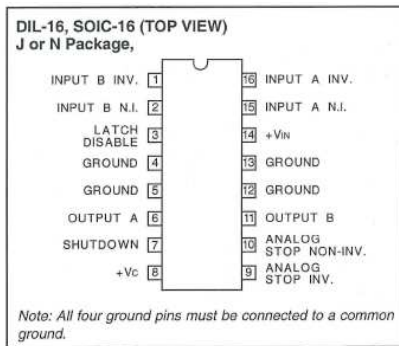 DIL-16, SOIC-16 (TOP VIEW)
J or N Package,
INPUT B INV. 1
INPUT B N.I. 2
LATCH DISABLE 3
GROUND 4
GROUND 5
OUTPUT A 6
SHUTDOWN 7
+VC 8
16 INPUT A INV.
15 INPUT A N.I.
14 +VIN
13 GROUND
12 GROUND
11 OUTPUT B
10 ANALOG STOP NON-INV.
9 ANALOG STOP INV.
Note: All four ground pins must be connected to a common
ground.